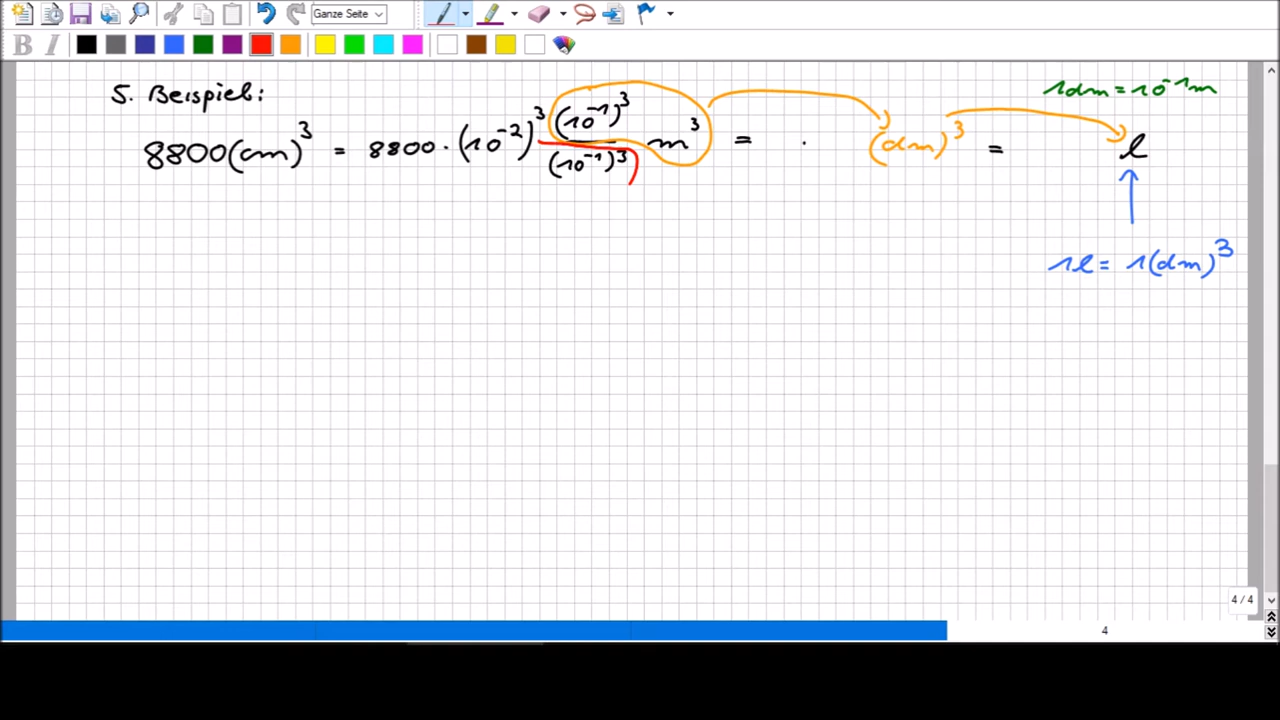 Ganze Seite
B I
5. Beispiel:
1dm = 10⁻¹m
8800(cm)³ = 8800 · (10⁻²)³ (10⁻¹)³/(10⁻¹)³ m³ = · (dm)³ = l
1l = 1(dm)³
4 / 4
4